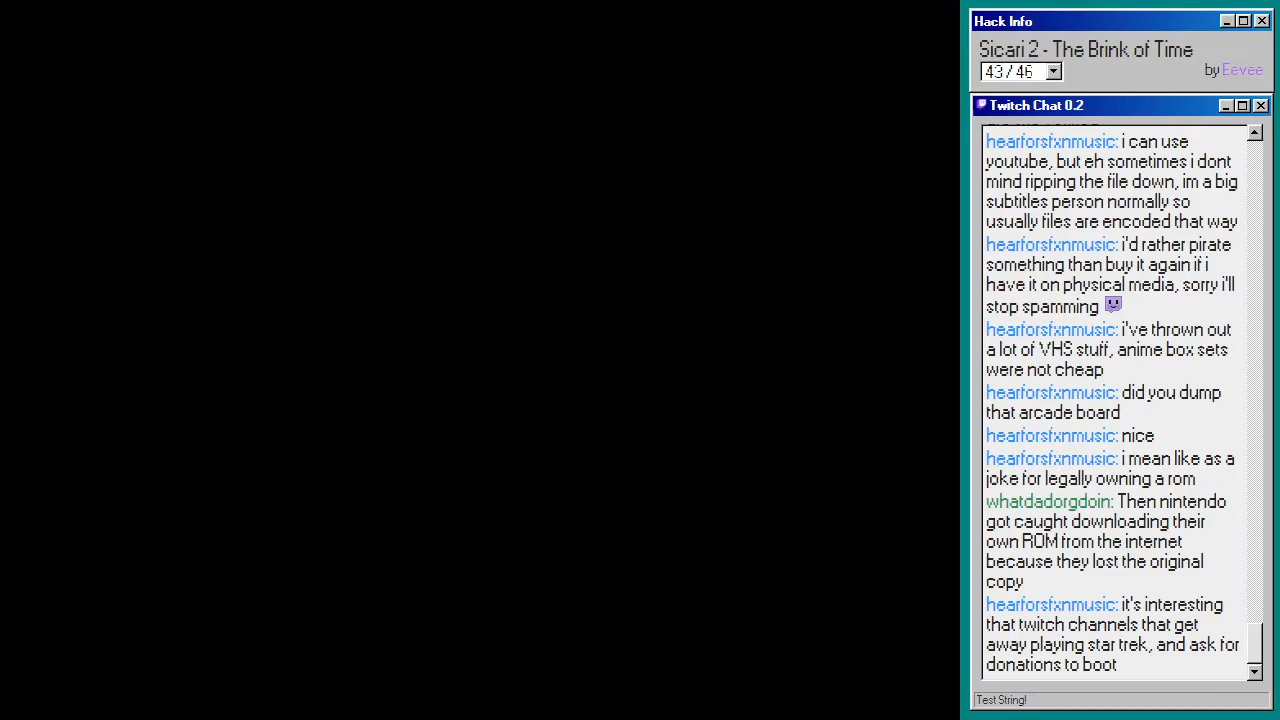 Hack Info
Sicari 2 - The Brink of Time
43/46
by Eevee
Twitch Chat 0.2
hearforsfxnmusic: i can use
youtube, but eh sometimes i dont
mind ripping the file down, im a big
subtitles person normally so
usually files are encoded that way
hearforsfxnmusic: i'd rather pirate
something than buy it again if i
have it on physical media, sorry i'll
stop spamming
hearforsfxnmusic: i've thrown out
a lot of VHS stuff, anime box sets
were not cheap
hearforsfxnmusic: did you dump
that arcade board
hearforsfxnmusic: nice
hearforsfxnmusic: i mean like as a
joke for legally owning a rom
whatdadorgdoin: Then nintendo
got caught downloading their
own ROM from the internet
because they lost the original
copy
hearforsfxnmusic: it's interesting
that twitch channels that get
away playing star trek, and ask for
donations to boot
Test String!